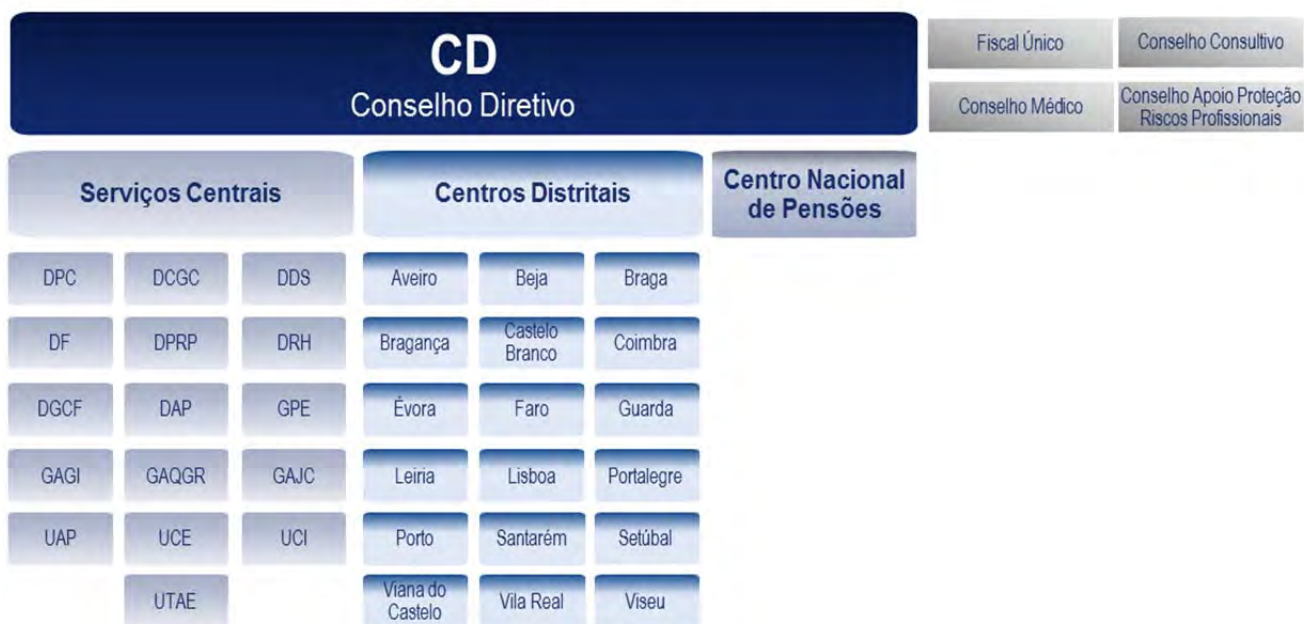 CD
Conselho Diretivo
Fiscal Único
Conselho Consultivo
Conselho Médico
Conselho Apoio Proteção
Riscos Profissionais
Serviços Centrais
Centros Distritais
Centro Nacional
de Pensões
DPC
DCGC
DDS
DF
DPRP
DRH
DGCF
DAP
GPE
GAGI
GAQGR
GAJC
UAP
UCE
UCI
UTAE
Aveiro
Beja
Braga
Bragança
Castelo
Branco
Coimbra
Évora
Faro
Guarda
Leiria
Lisboa
Portalegre
Porto
Santarém
Setúbal
Viana do
Castelo
Vila Real
Viseu